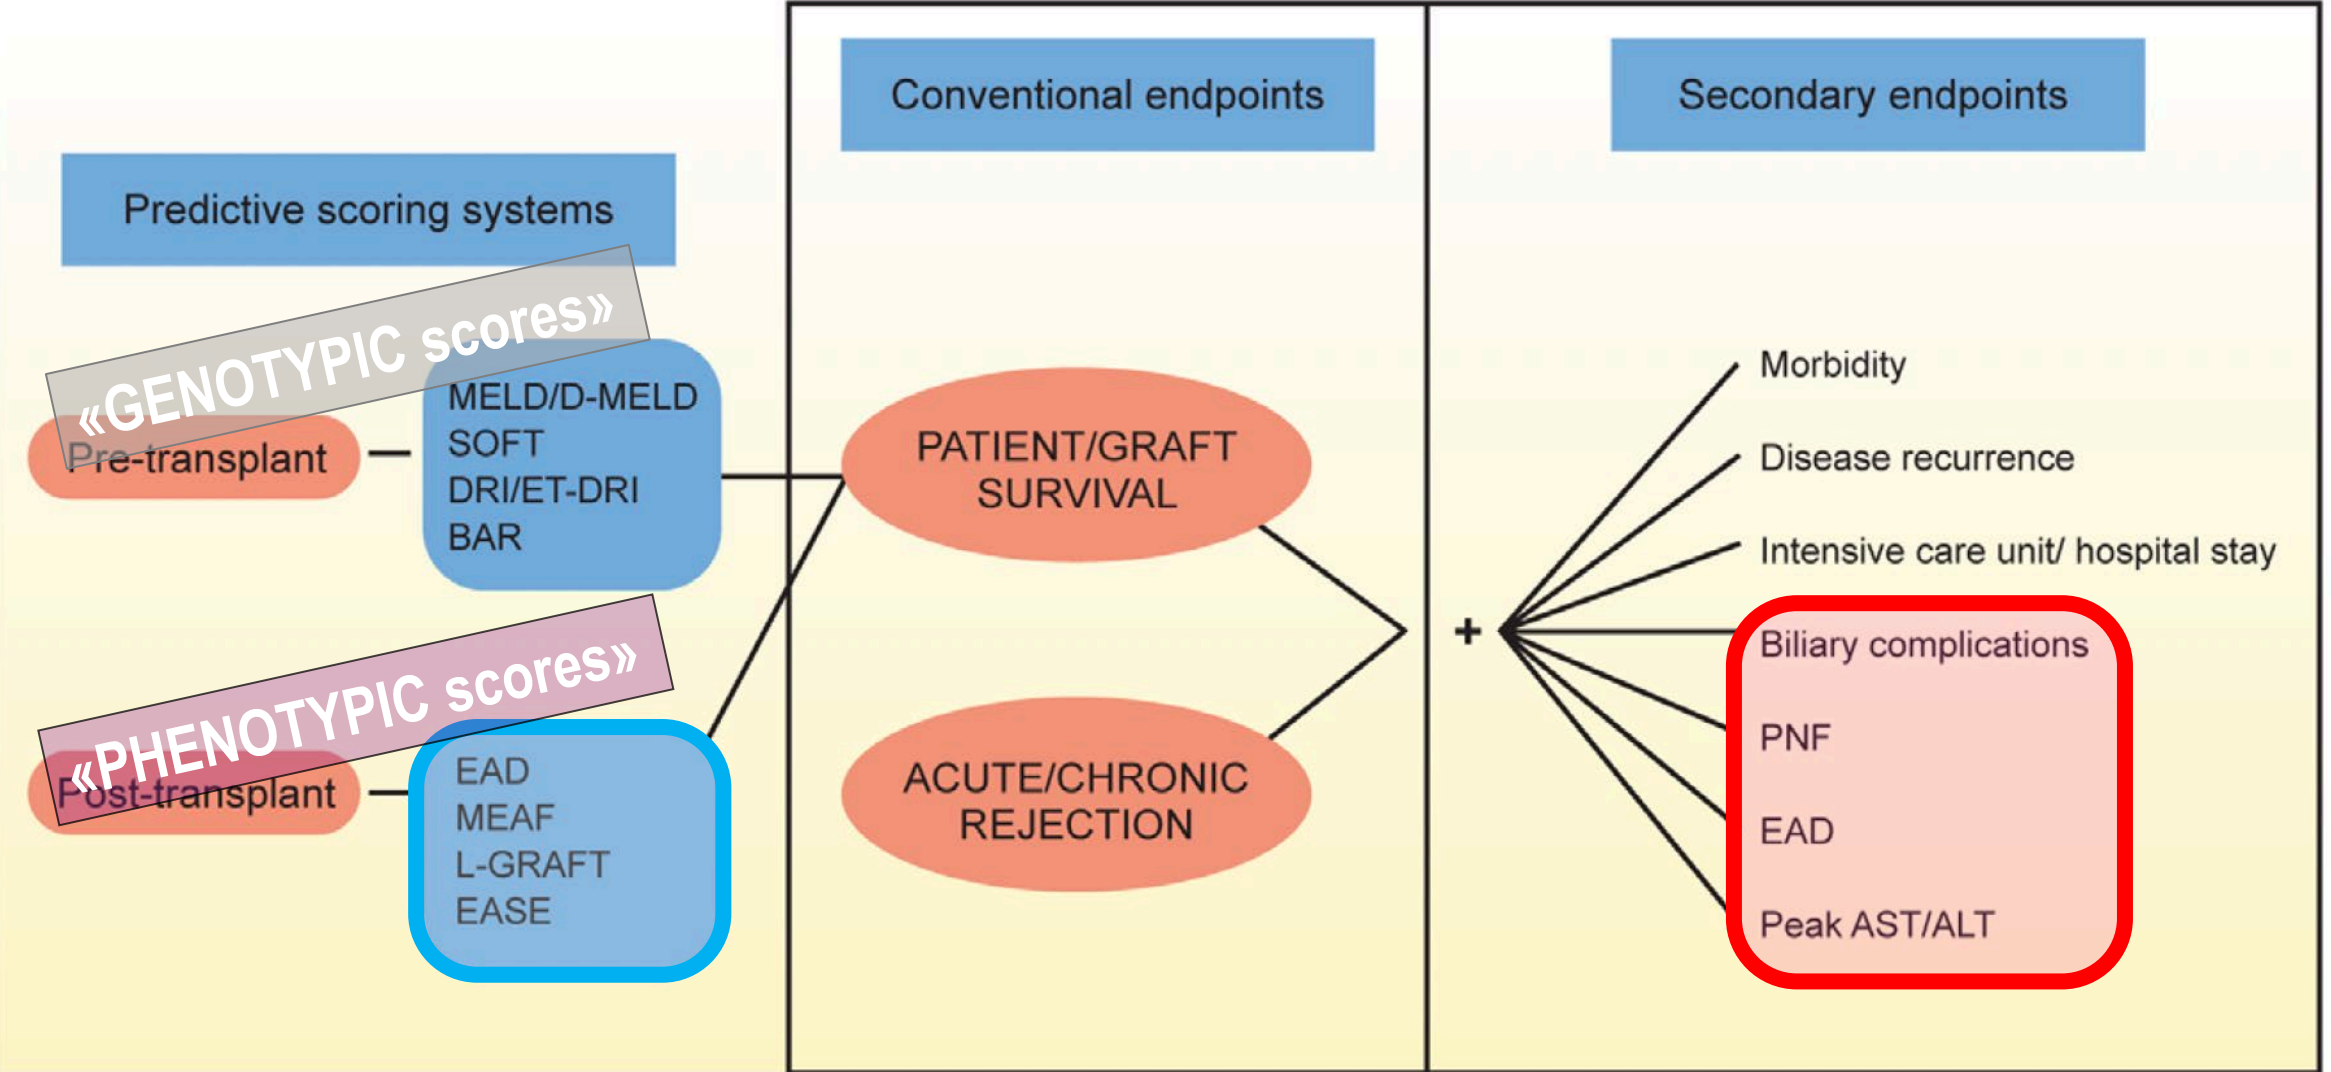 Predictive scoring systems
«GENOTYPIC scores»
Pre-transplant
MELD/D-MELD
SOFT
DRI/ET-DRI
BAR
«PHENOTYPIC scores»
Post-transplant
EAD
MEAF
L-GRAFT
EASE
Conventional endpoints
PATIENT/GRAFT
SURVIVAL
ACUTE/CHRONIC
REJECTION
Secondary endpoints
+
Morbidity
Disease recurrence
Intensive care unit/ hospital stay
Biliary complications
PNF
EAD
Peak AST/ALT